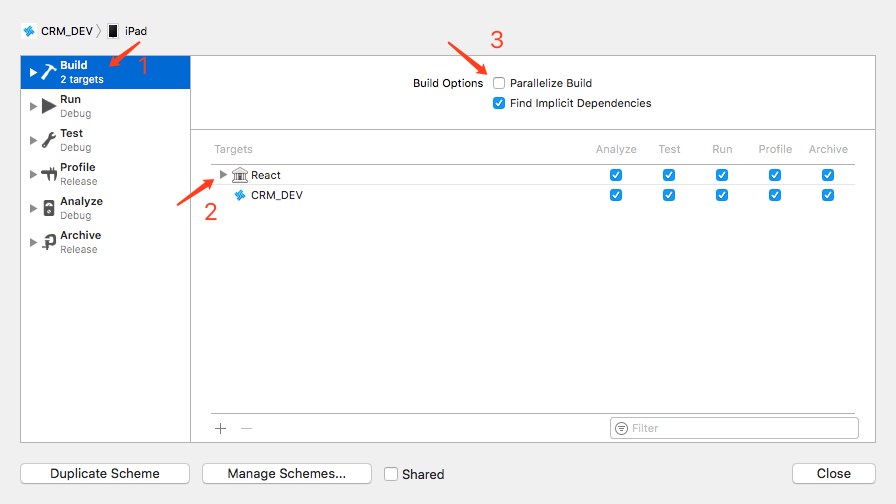 CRM_DEV iPad
3
1
Build
2 targets
Build Options Parallelize Build
Find Implicit Dependencies
Run
Debug
Test
Debug
Profile
Release
Analyze
Debug
Archive
Release
Targets Analyze Test Run Profile Archive
React
2
CRM_DEV
Filter
Duplicate Scheme Manage Schemes... Shared Close